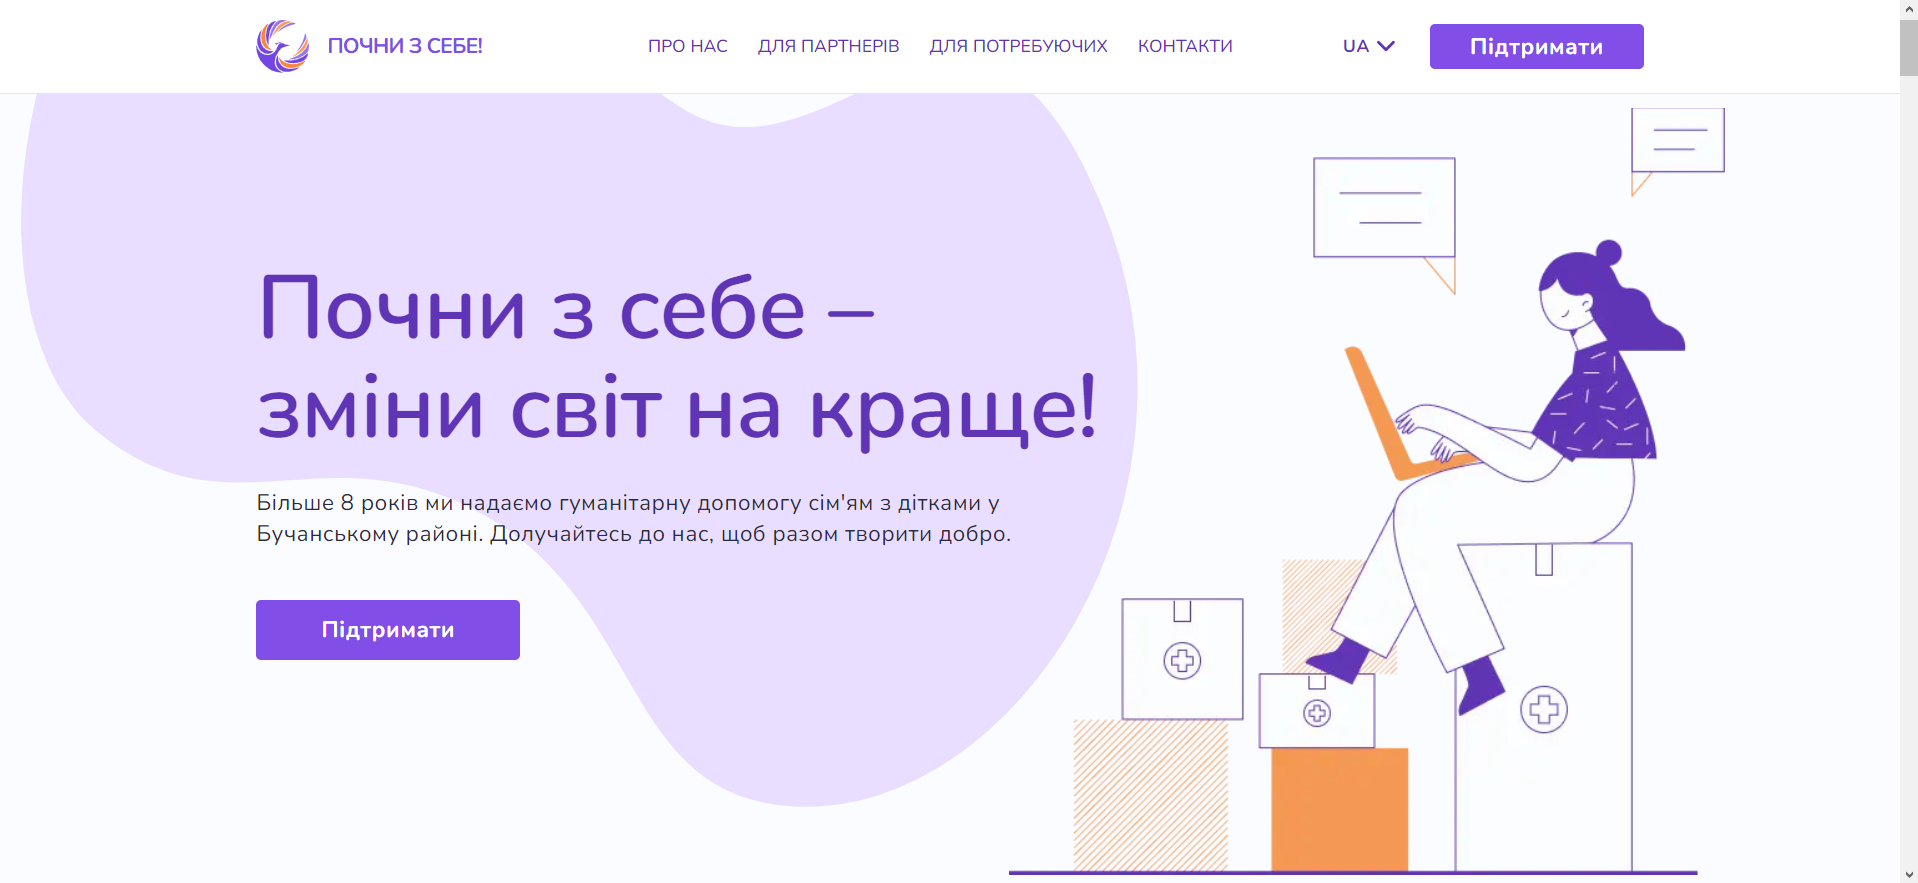 ПОЧНИ З СЕБЕ!
ПРО НАС
ДЛЯ ПАРТНЕРІВ
ДЛЯ ПОТРЕБУЮЧИХ
КОНТАКТИ
UA
Підтримати
Почни з себе –
зміни світ на краще!
Більше 8 років ми надаємо гуманітарну допомогу сім'ям з дітками у
Бучанському районі. Долучайтесь до нас, щоб разом творити добро.
Підтримати